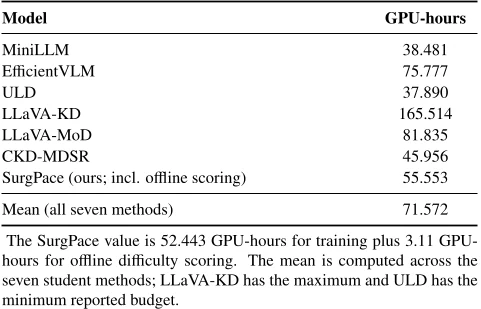 Model GPU-hours
MiniLLM 38.481
EfficientVLM 75.777
ULD 37.890
LLaVA-KD 165.514
LLaVA-MoD 81.835
CKD-MDSR 45.956
SurgPace (ours; incl. offline scoring) 55.553
Mean (all seven methods) 71.572
The SurgPace value is 52.443 GPU-hours for training plus 3.11 GPU-
hours for offline difficulty scoring. The mean is computed across the
seven student methods; LLaVA-KD has the maximum and ULD has the
minimum reported budget.